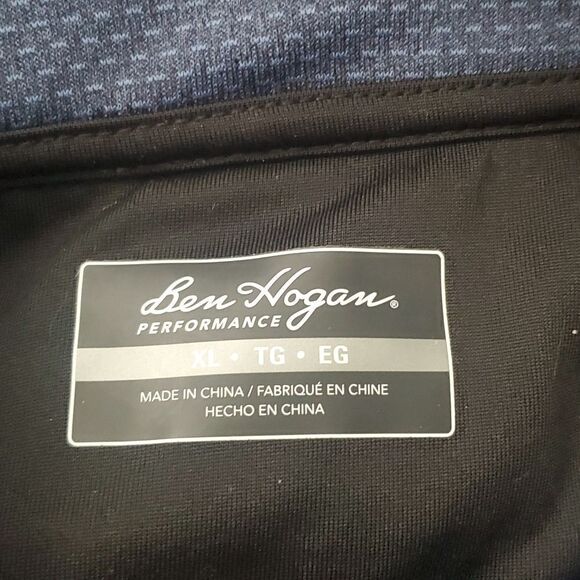 Ben Hogan®
PERFORMANCE
XL • TG • EG
MADE IN CHINA / FABRIQUÉ EN CHINE
HECHO EN CHINA